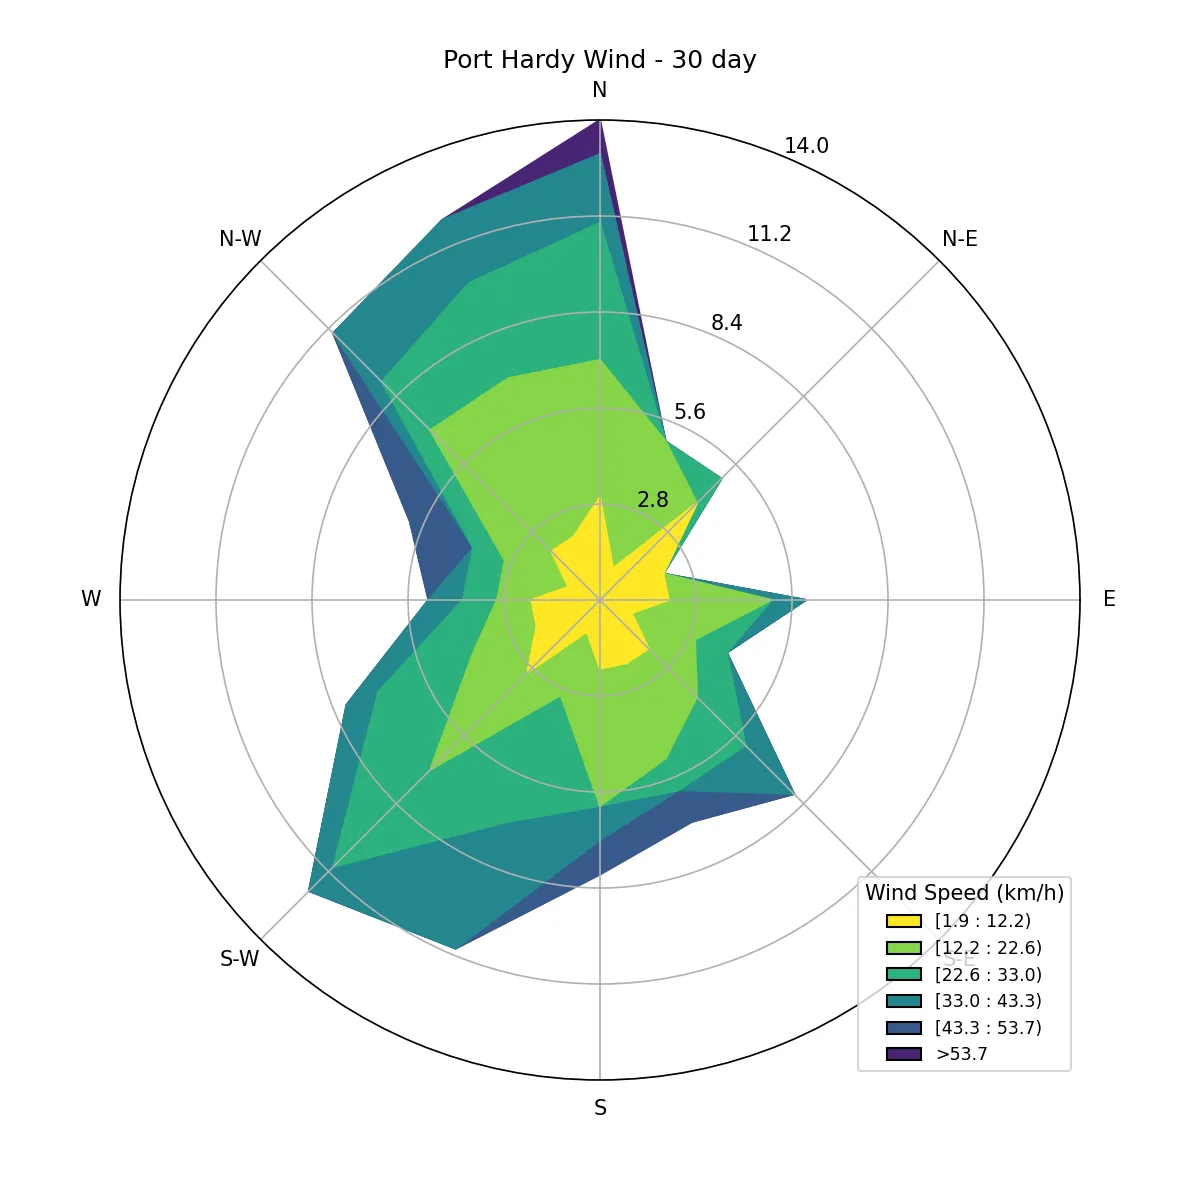 Port Hardy Wind - 30 day
N
14.0
N-W
N-E
11.2
8.4
5.6
2.8
W
E
S-W
S-E
S
Wind Speed (km/h)
[1.9 : 12.2)
[12.2 : 22.6)
[22.6 : 33.0)
[33.0 : 43.3)
[43.3 : 53.7)
>53.7